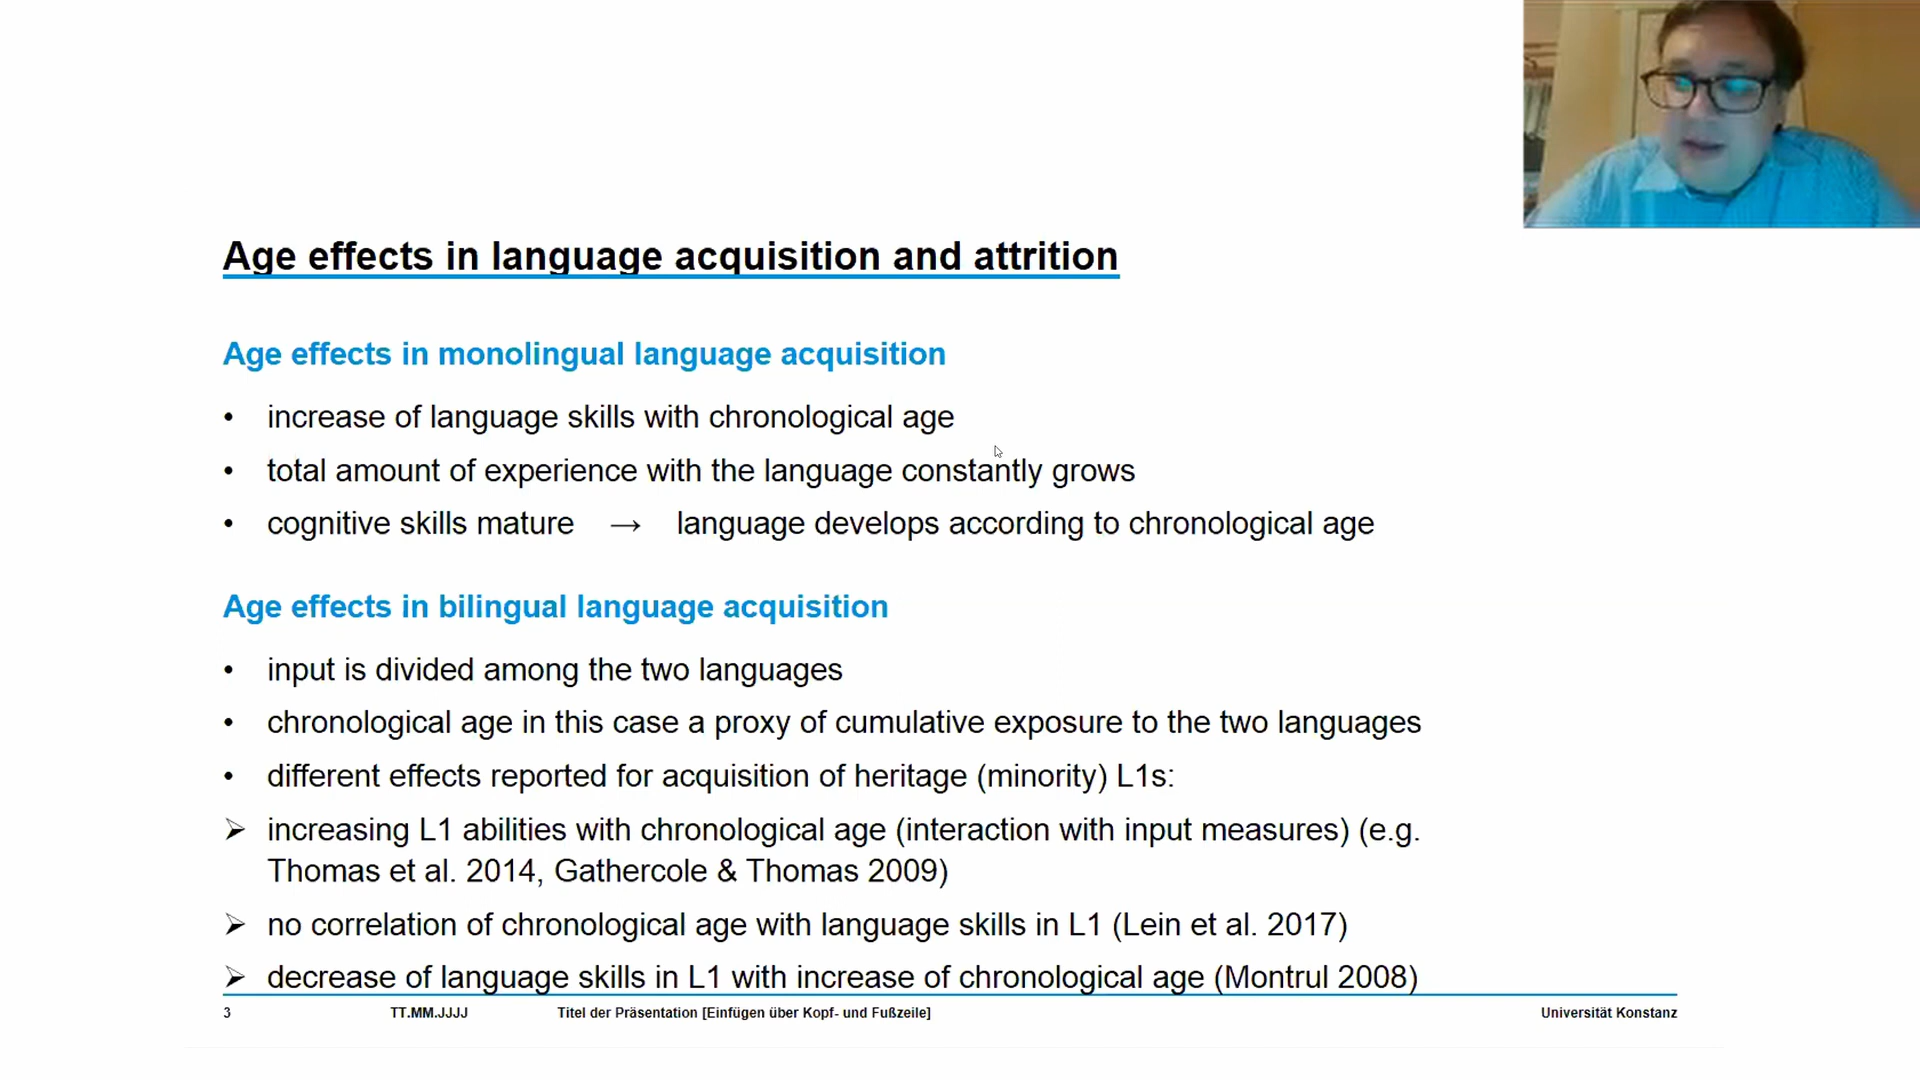 Age effects in language acquisition and attrition
Age effects in monolingual language acquisition
• increase of language skills with chronological age
• total amount of experience with the language constantly grows
• cognitive skills mature → language develops according to chronological age
Age effects in bilingual language acquisition
• input is divided among the two languages
• chronological age in this case a proxy of cumulative exposure to the two languages
• different effects reported for acquisition of heritage (minority) L1s:
➢ increasing L1 abilities with chronological age (interaction with input measures) (e.g.
Thomas et al. 2014, Gathercole & Thomas 2009)
➢ no correlation of chronological age with language skills in L1 (Lein et al. 2017)
➢ decrease of language skills in L1 with increase of chronological age (Montrul 2008)
3 TT.MM.JJJJ Titel der Präsentation [Einfügen über Kopf- und Fußzeile] Universität Konstanz